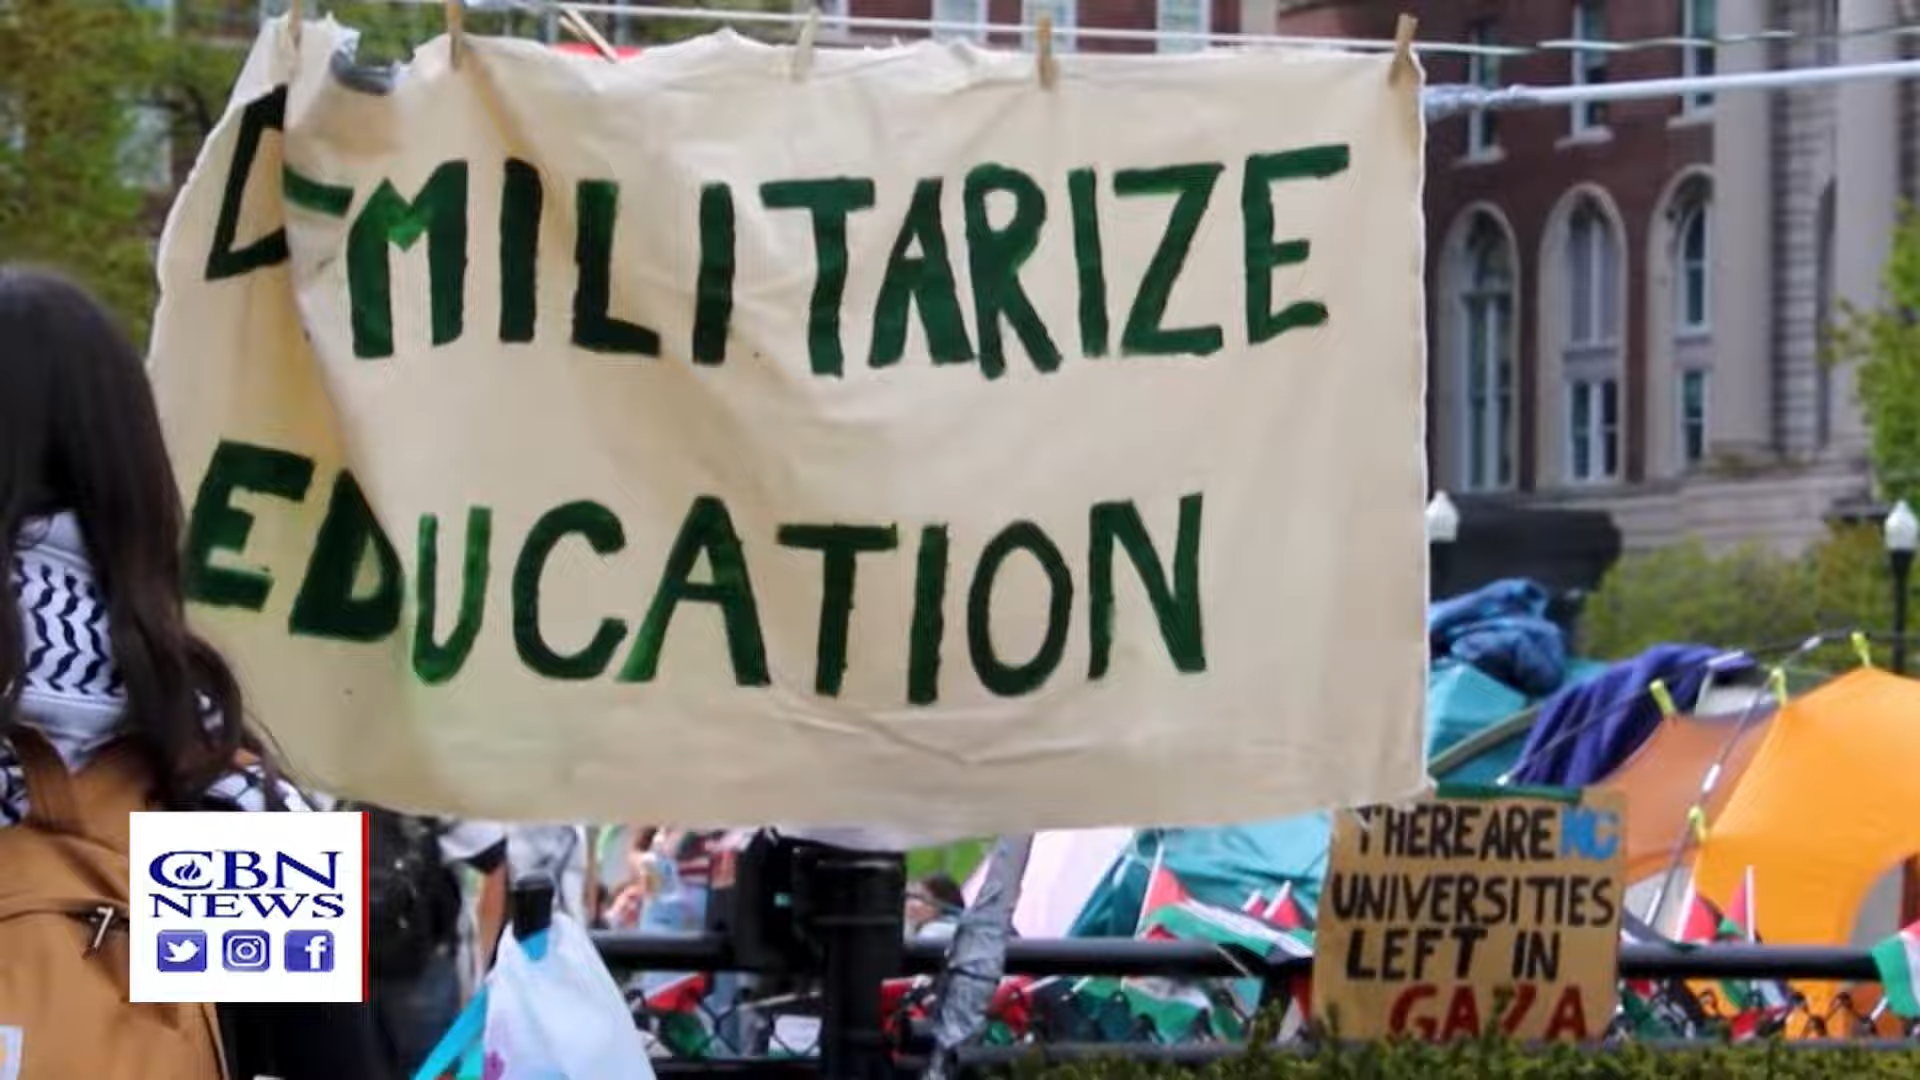 D-MILITARIZE
EDUCATION
THERE ARE NO
UNIVERSITIES
LEFT IN
GAZA
CBN
NEWS